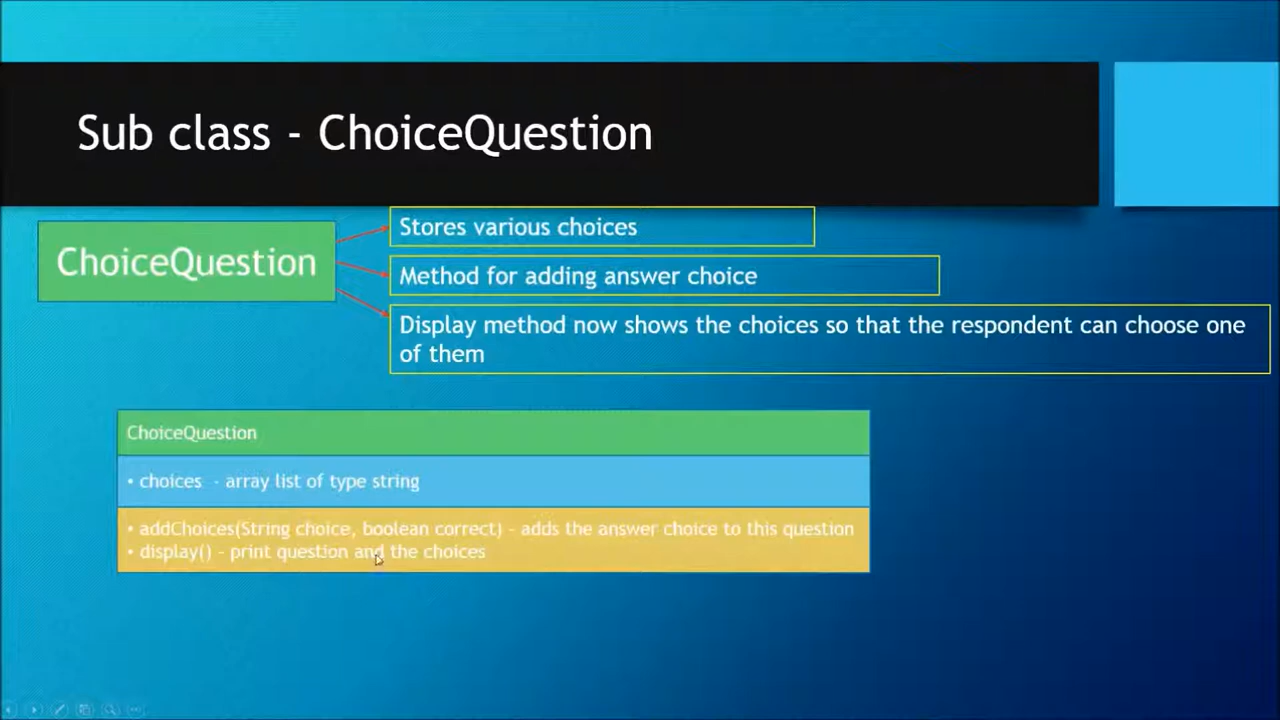 Sub class - ChoiceQuestion
ChoiceQuestion
Stores various choices
Method for adding answer choice
Display method now shows the choices so that the respondent can choose one
of them
ChoiceQuestion
• choices - array list of type string
• addChoices(String choice, boolean correct) - adds the answer choice to this question
• display() - print question and the choices